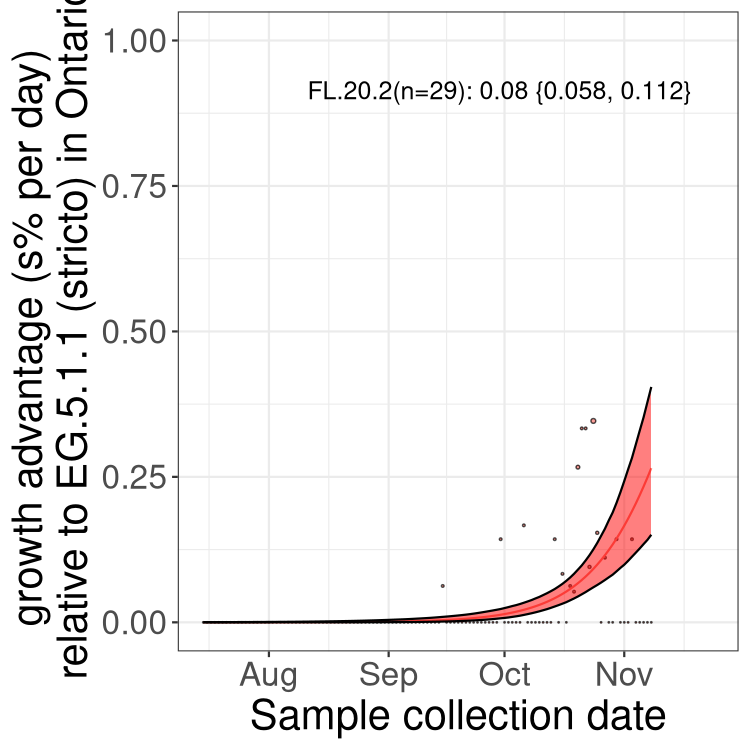 growth advantage (s% per day)
relative to EG.5.1.1 (stricto) in Ontario
1.00
0.75
0.50
0.25
0.00
FL.20.2(n=29): 0.08 {0.058, 0.112}
Aug Sep Oct Nov
Sample collection date